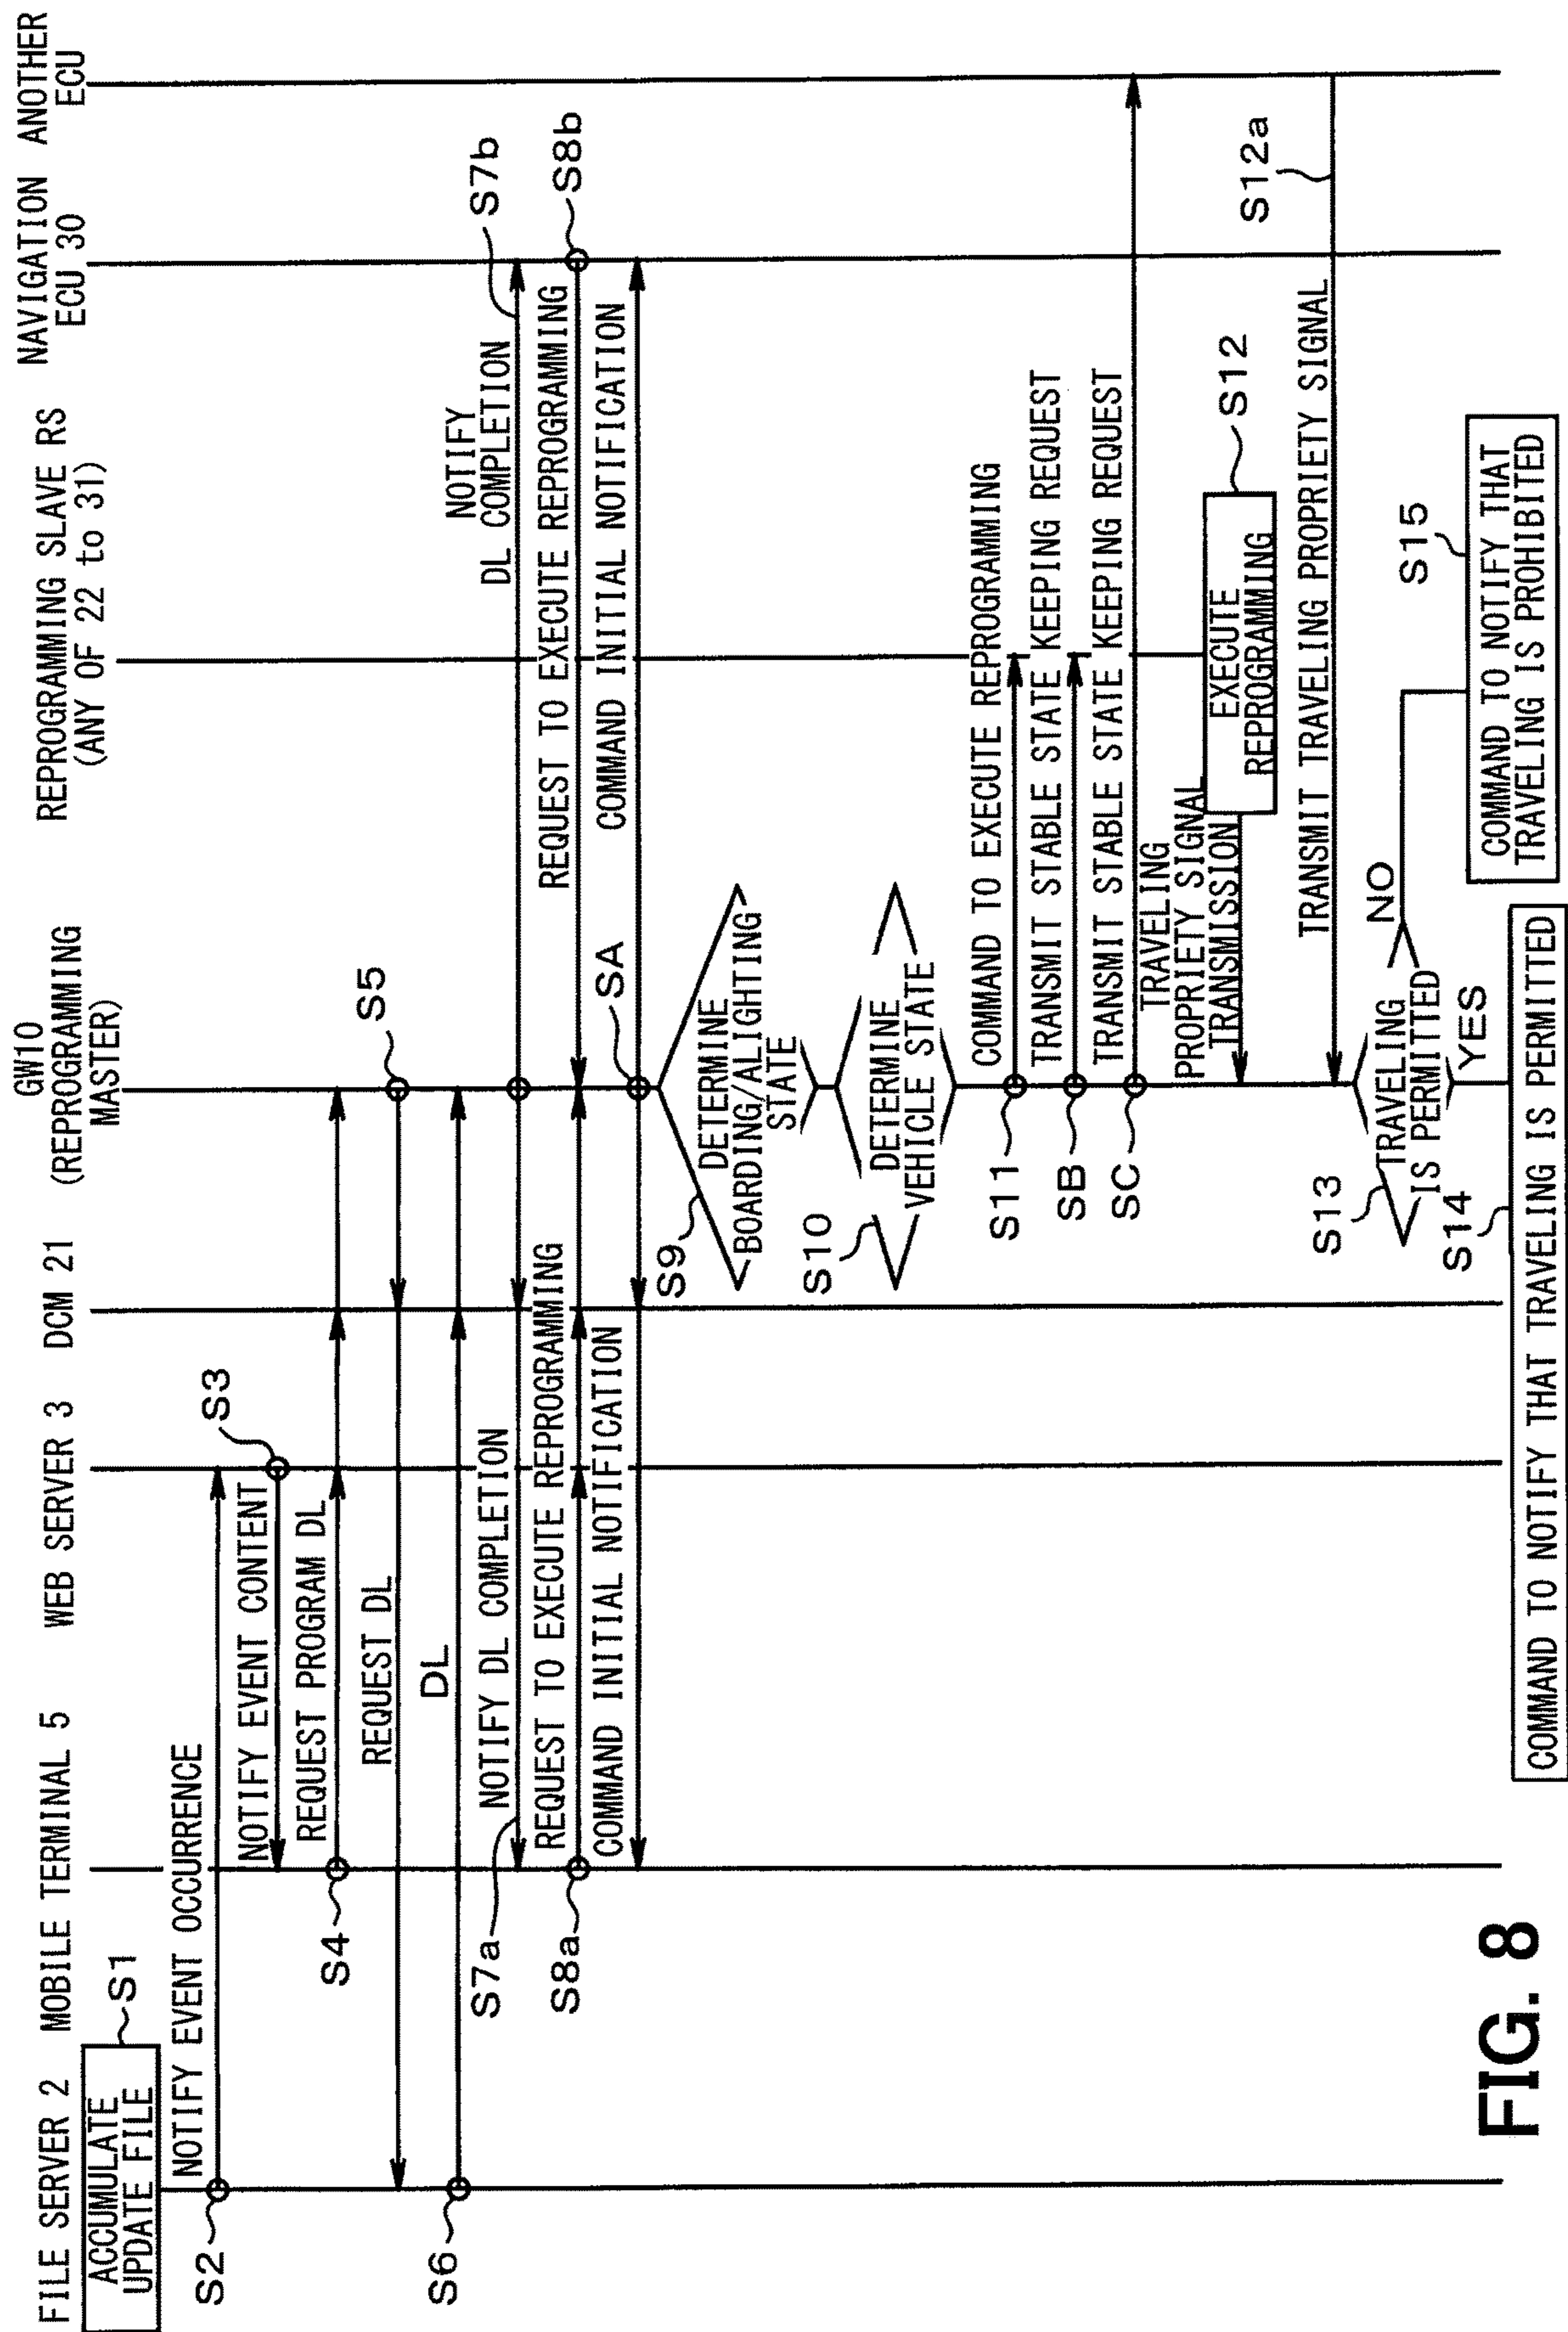 FILE SERVER 2
MOBILE TERMINAL 5
WEB SERVER 3
DCM 21
GW10
(REPROGRAMMING
MASTER)
REPROGRAMMING SLAVE RS
(ANY OF 22 to 31)
NAVIGATION
ECU 30
ANOTHER
ECU
ACCUMULATE
UPDATE FILE
S1
NOTIFY EVENT OCCURRENCE
S2
S3
NOTIFY EVENT CONTENT
REQUEST PROGRAM DL
S4
S5
REQUEST DL
DL
S6
NOTIFY DL COMPLETION
S7a
NOTIFY
DL COMPLETION
S7b
REQUEST TO EXECUTE REPROGRAMMING
S8a
REQUEST TO EXECUTE REPROGRAMMING
S8b
COMMAND INITIAL NOTIFICATION
SA
COMMAND INITIAL NOTIFICATION
S9
DETERMINE
BOARDING/ALIGHTING
STATE
S10
DETERMINE
VEHICLE STATE
COMMAND TO EXECUTE REPROGRAMMING
S11
TRANSMIT STABLE STATE KEEPING REQUEST
SB
TRANSMIT STABLE STATE KEEPING REQUEST
SC
TRAVELING
PROPRIETY SIGNAL
TRANSMISSION
EXECUTE
REPROGRAMMING
S12
TRANSMIT TRAVELING PROPRIETY SIGNAL
S12a
S13
TRAVELING
IS PERMITTED
NO
YES
S14
COMMAND TO NOTIFY THAT TRAVELING IS PERMITTED
S15
COMMAND TO NOTIFY THAT
TRAVELING IS PROHIBITED
FIG. 8